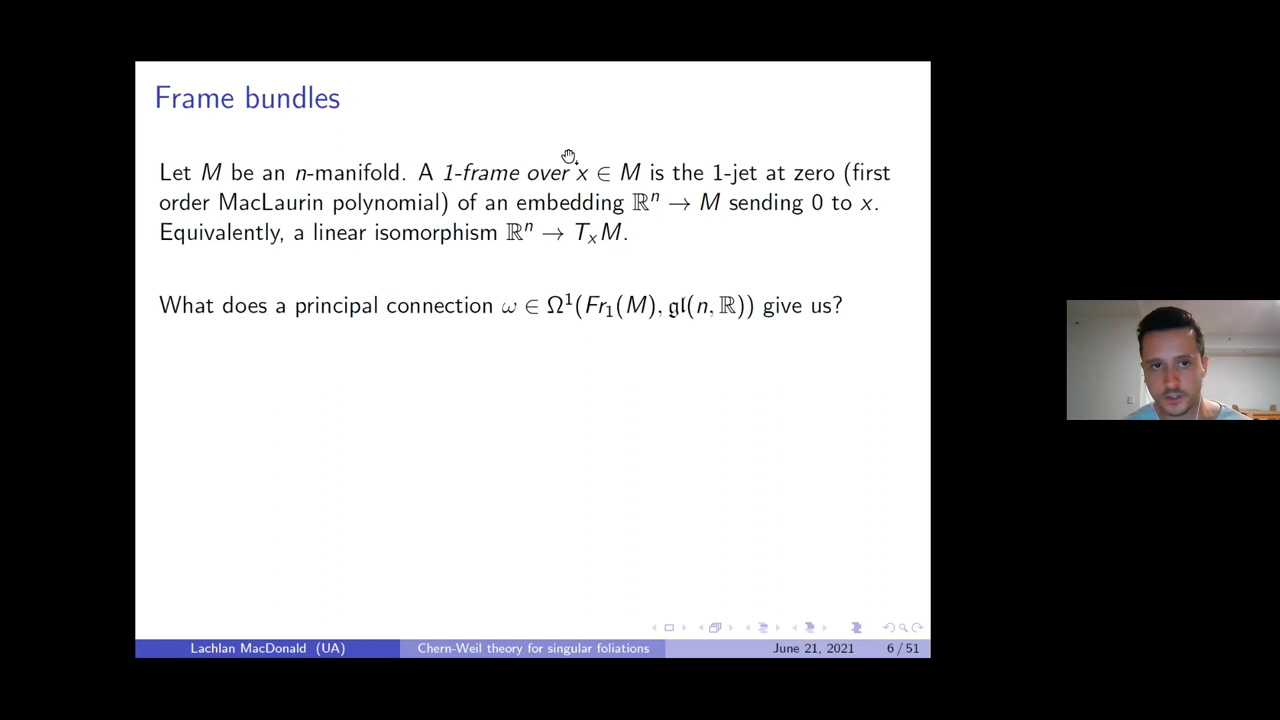 Frame bundles
Let M be an n-manifold. A 1-frame over x ∈ M is the 1-jet at zero (first
order MacLaurin polynomial) of an embedding ℝⁿ → M sending 0 to x.
Equivalently, a linear isomorphism ℝⁿ → TₓM.
What does a principal connection ω ∈ Ω¹(Fr₁(M), 𝔤𝔩(n, ℝ)) give us?
Lachlan MacDonald (UA) Chern-Weil theory for singular foliations June 21, 2021 6 / 51